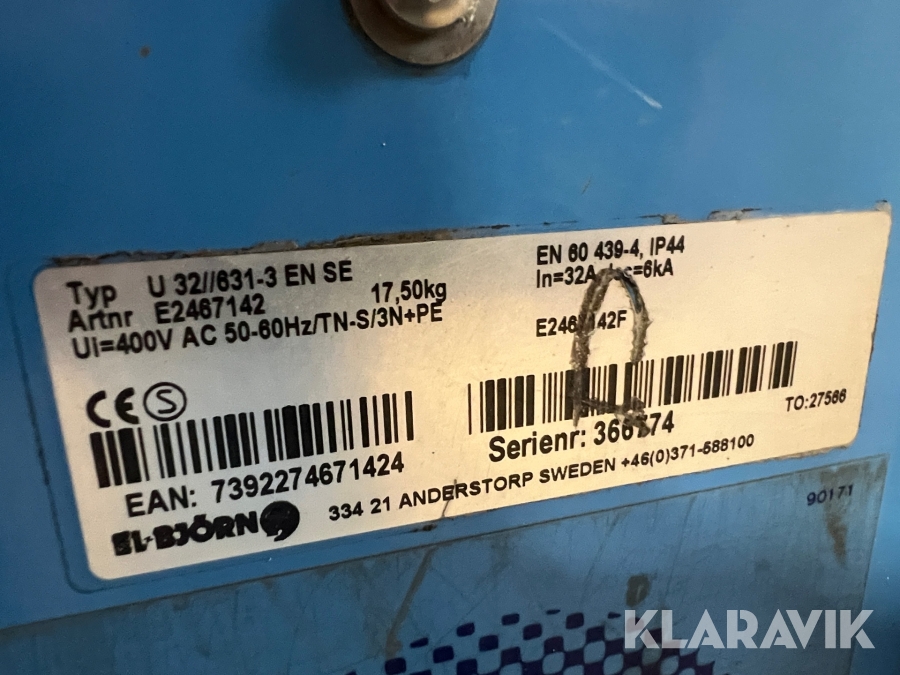 Typ U 32//631-3 EN SE
Artnr E2467142 17,50kg
Ui=400V AC 50-60Hz/TN-S/3N+PE
EN 60 439-4, IP44
In=32A, =6kA
CE S
EAN: 7392274671424
Serienr:
TO:27566
EL-BJÖRN
334 21 ANDERSTORP SWEDEN +46(0)371-588100
90171
KLARAVIK